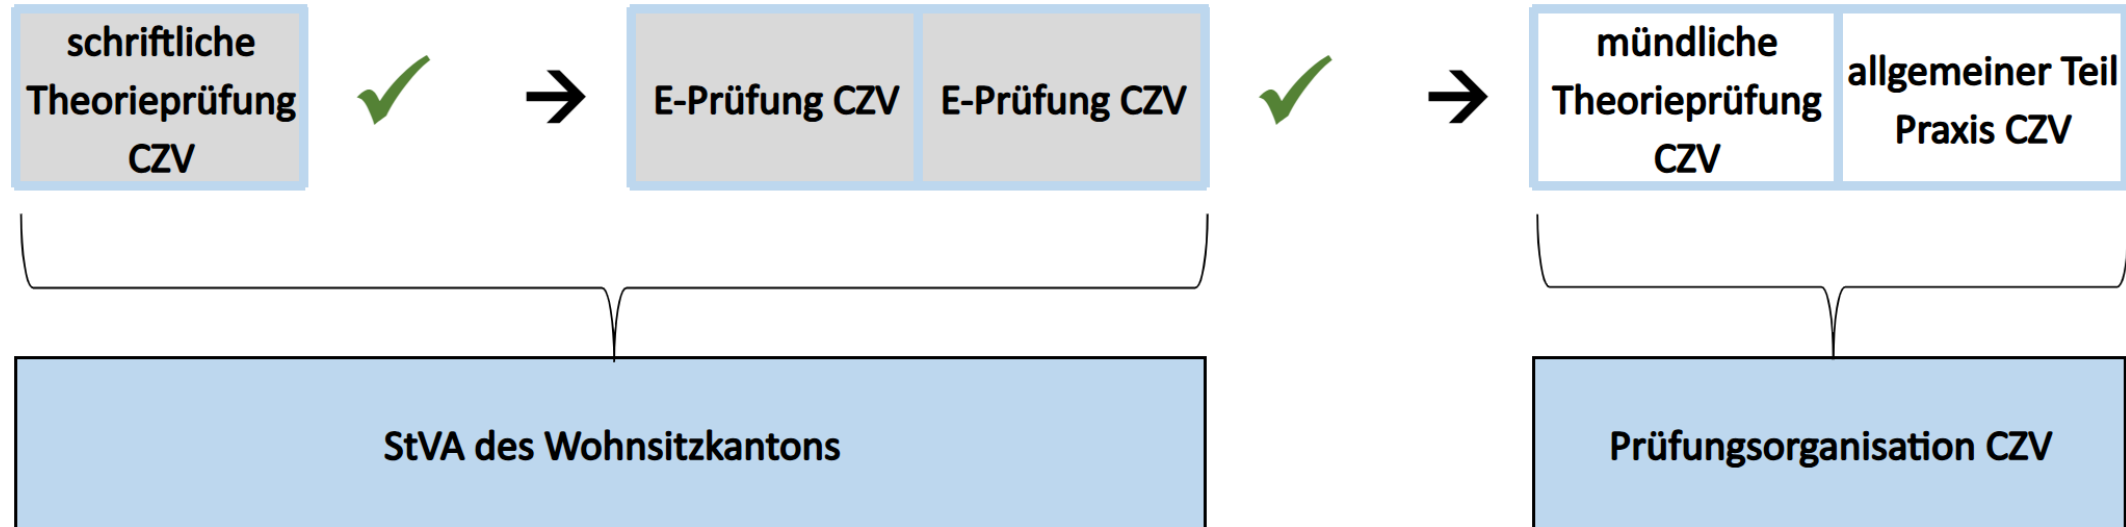 schriftliche
Theorieprüfung
CZV
E-Prüfung CZV
E-Prüfung CZV
mündliche
Theorieprüfung
CZV
allgemeiner Teil
Praxis CZV
StVA des Wohnsitzkantons
Prüfungsorganisation CZV